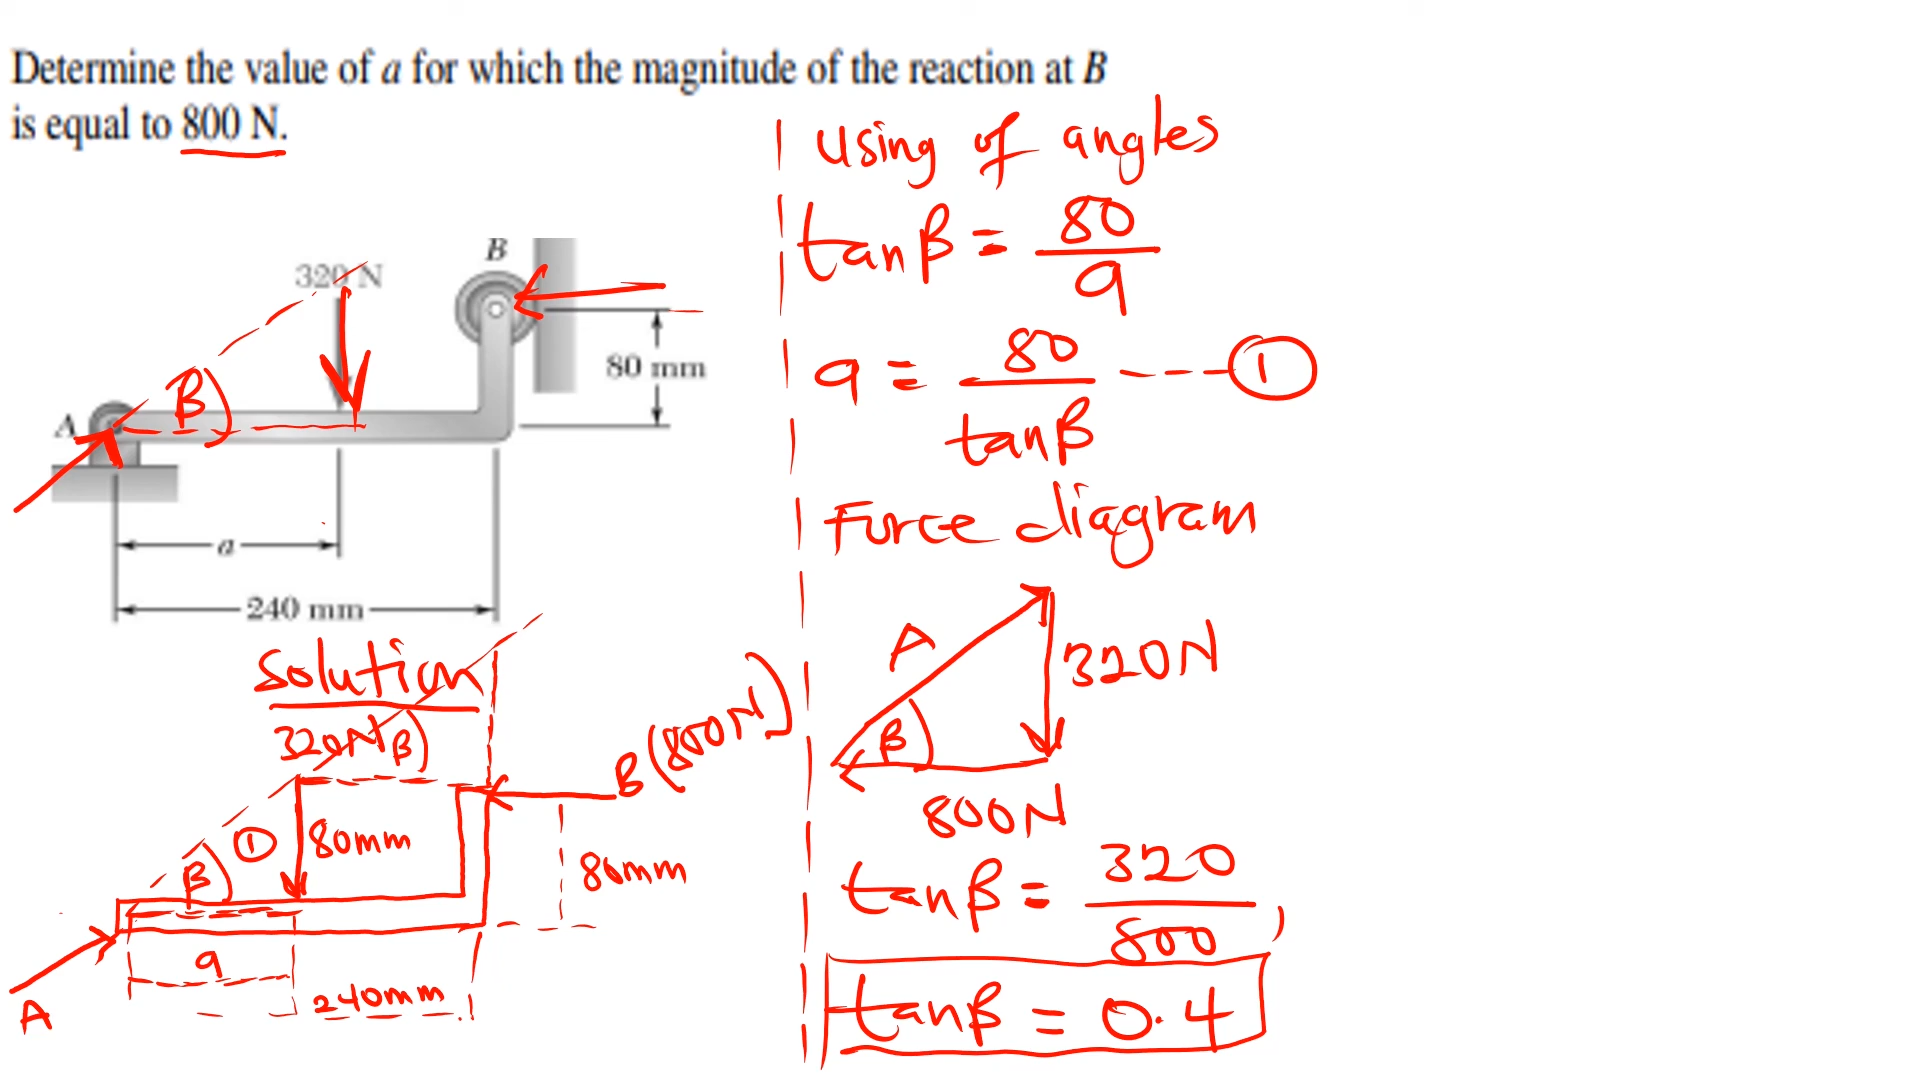 Determine the value of a for which the magnitude of the reaction at B
is equal to 800 N.
B
320 N
80 mm
A
β
a
240 mm
solution
320N
β
B (800N)
①
80mm
β
80mm
a
240mm
A
using of angles
tanβ = 80/a
a = 80/tanβ ----①
Force diagram
A
320N
β
800N
tanβ = 320/800,
tanβ = 0.4